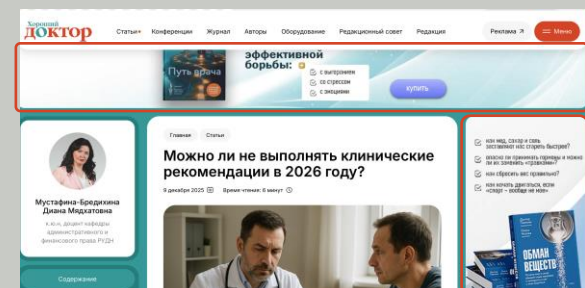 Хороший
ДОКТОР
Статьи
Конференции
Журнал
Авторы
Оборудование
Редакционный совет
Редакция
Реклама
Меню
Путь врача
эффективной
борьбы:
с выгоранием
со стрессом
с эмоциями
купить
Главная
Статьи
Можно ли не выполнять клинические
рекомендации в 2026 году?
9 декабря 2025
Время чтения: 6 минут
Мустафина-Бредихина
Диана Мядхатовна
к.ю.н, доцент кафедры
административного и
финансового права РУДН
Содержание
как мед, сахар и соль
заставляют нас стареть быстрее?
опасно ли принимать гормоны и можно
ли их заменить «травками»?
как сбросить вес правильно?
как начать двигаться, если
«спорт – вообще не мое»
ОБМАН
ВЕЩЕСТВ